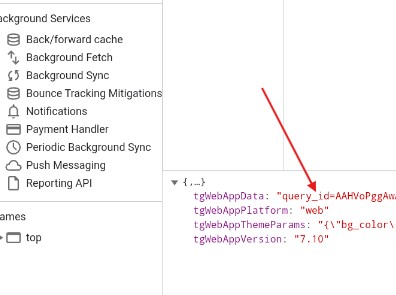 ackground Services
Back/forward cache
Background Fetch
Background Sync
Bounce Tracking Mitigations
Notifications
Payment Handler
Periodic Background Sync
Push Messaging
Reporting API
ames
top
{,…}
tgWebAppData: "query_id=AAHVoPggAwA
tgWebAppPlatform: "web"
tgWebAppThemeParams: "{\"bg_color\
tgWebAppVersion: "7.10"